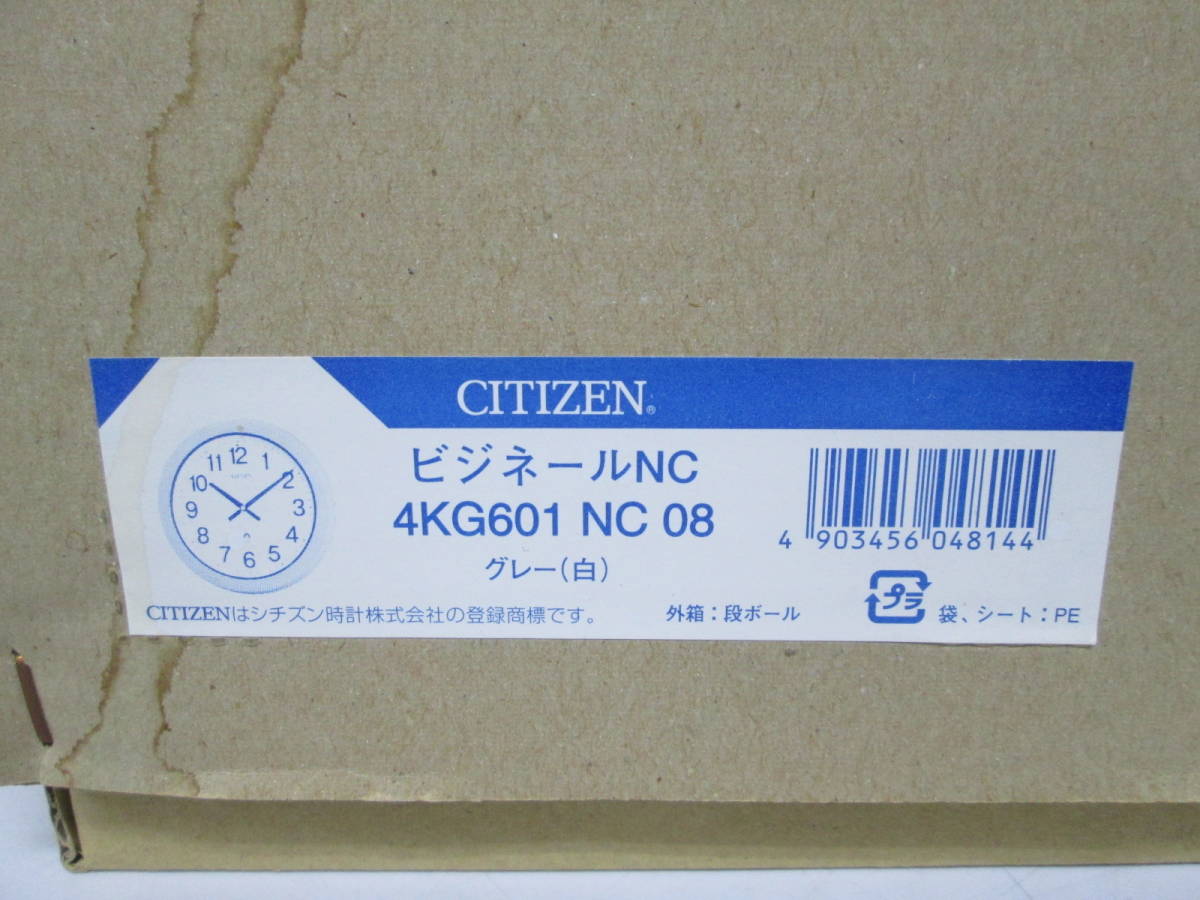 CITIZEN®
ビジネールNC
4KG601 NC 08
グレー(白)
12
11 1
10 2
9 3
8 4
7 6 5
4 903456 048144
CITIZENはシチズン時計株式会社の登録商標です。
外箱:段ボール
プラ
袋、シート:PE